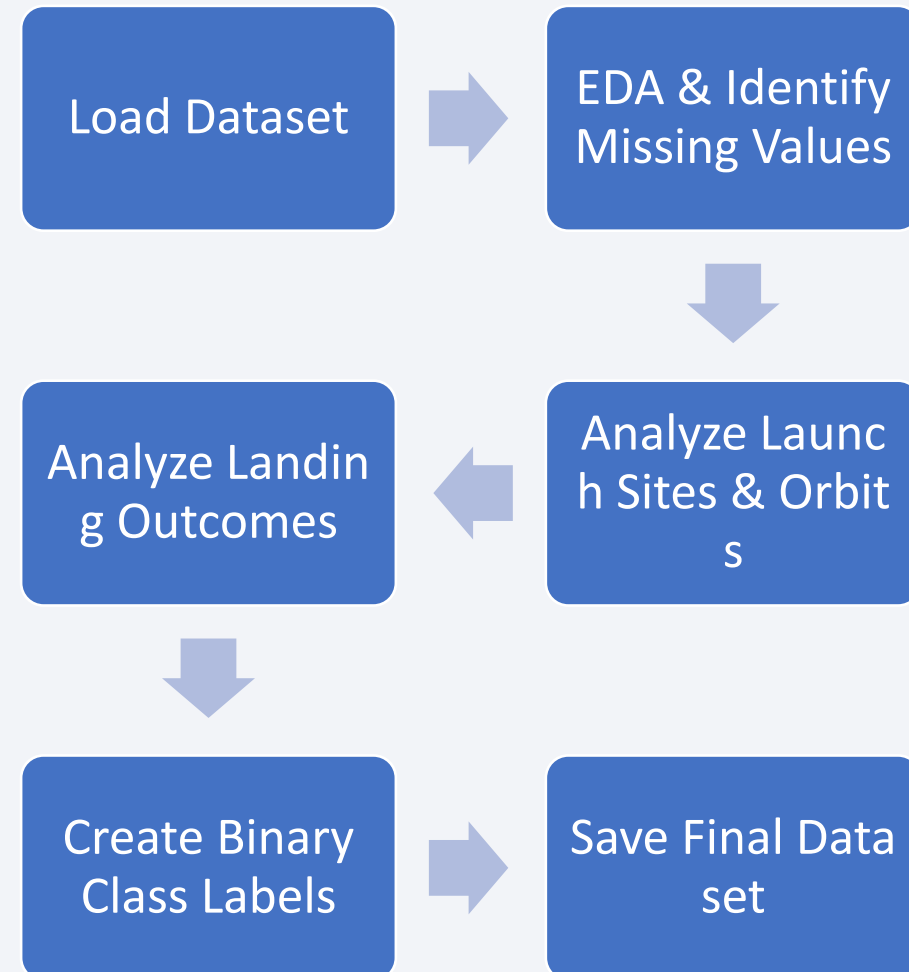 Load Dataset
EDA & Identify
Missing Values
Analyze Launc
h Sites & Orbit
s
Analyze Landin
g Outcomes
Create Binary
Class Labels
Save Final Data
set